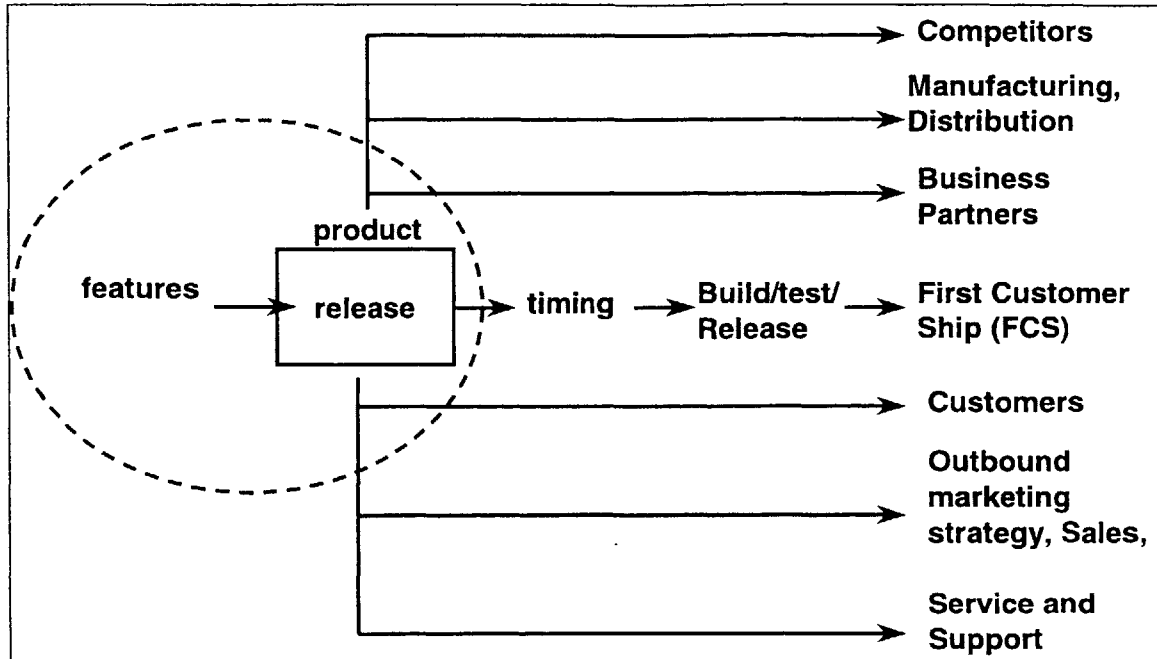 Competitors
Manufacturing,
Distribution
Business
Partners
product
features
release
timing
Build/test/
Release
First Customer
Ship (FCS)
Customers
Outbound
marketing
strategy, Sales,
Service and
Support